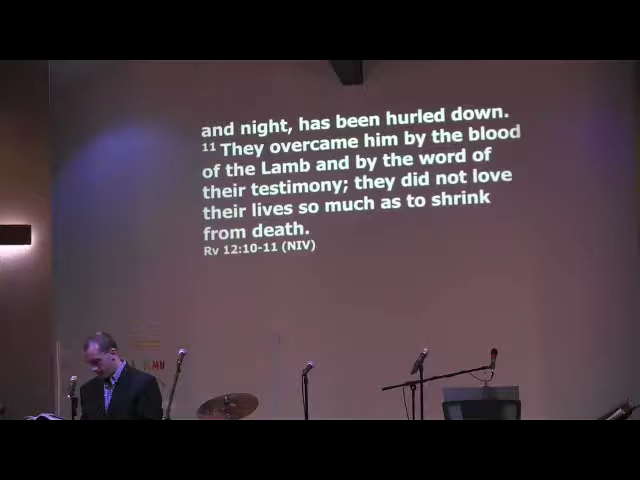 and night, has been hurled down.
11 They overcame him by the blood
of the Lamb and by the word of
their testimony; they did not love
their lives so much as to shrink
from death.
Rv 12:10-11 (NIV)